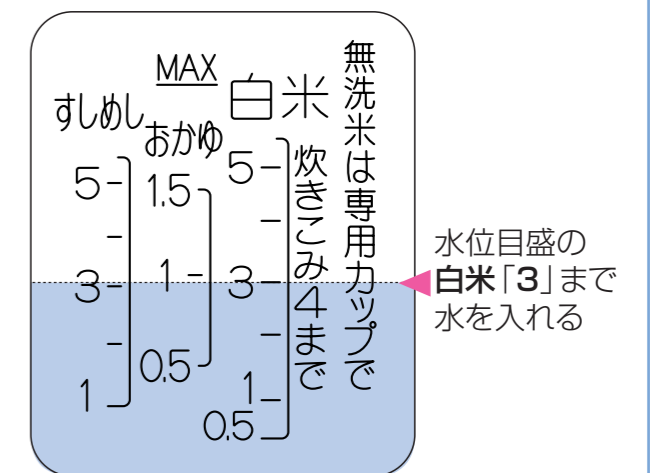 無洗米は専用カップで
MAX
白米
炊きこみ4まで
5
3
1
0.5
おかゆ
1.5
1
0.5
すしめし
5
3
1
水位目盛の
白米「3」まで
水を入れる